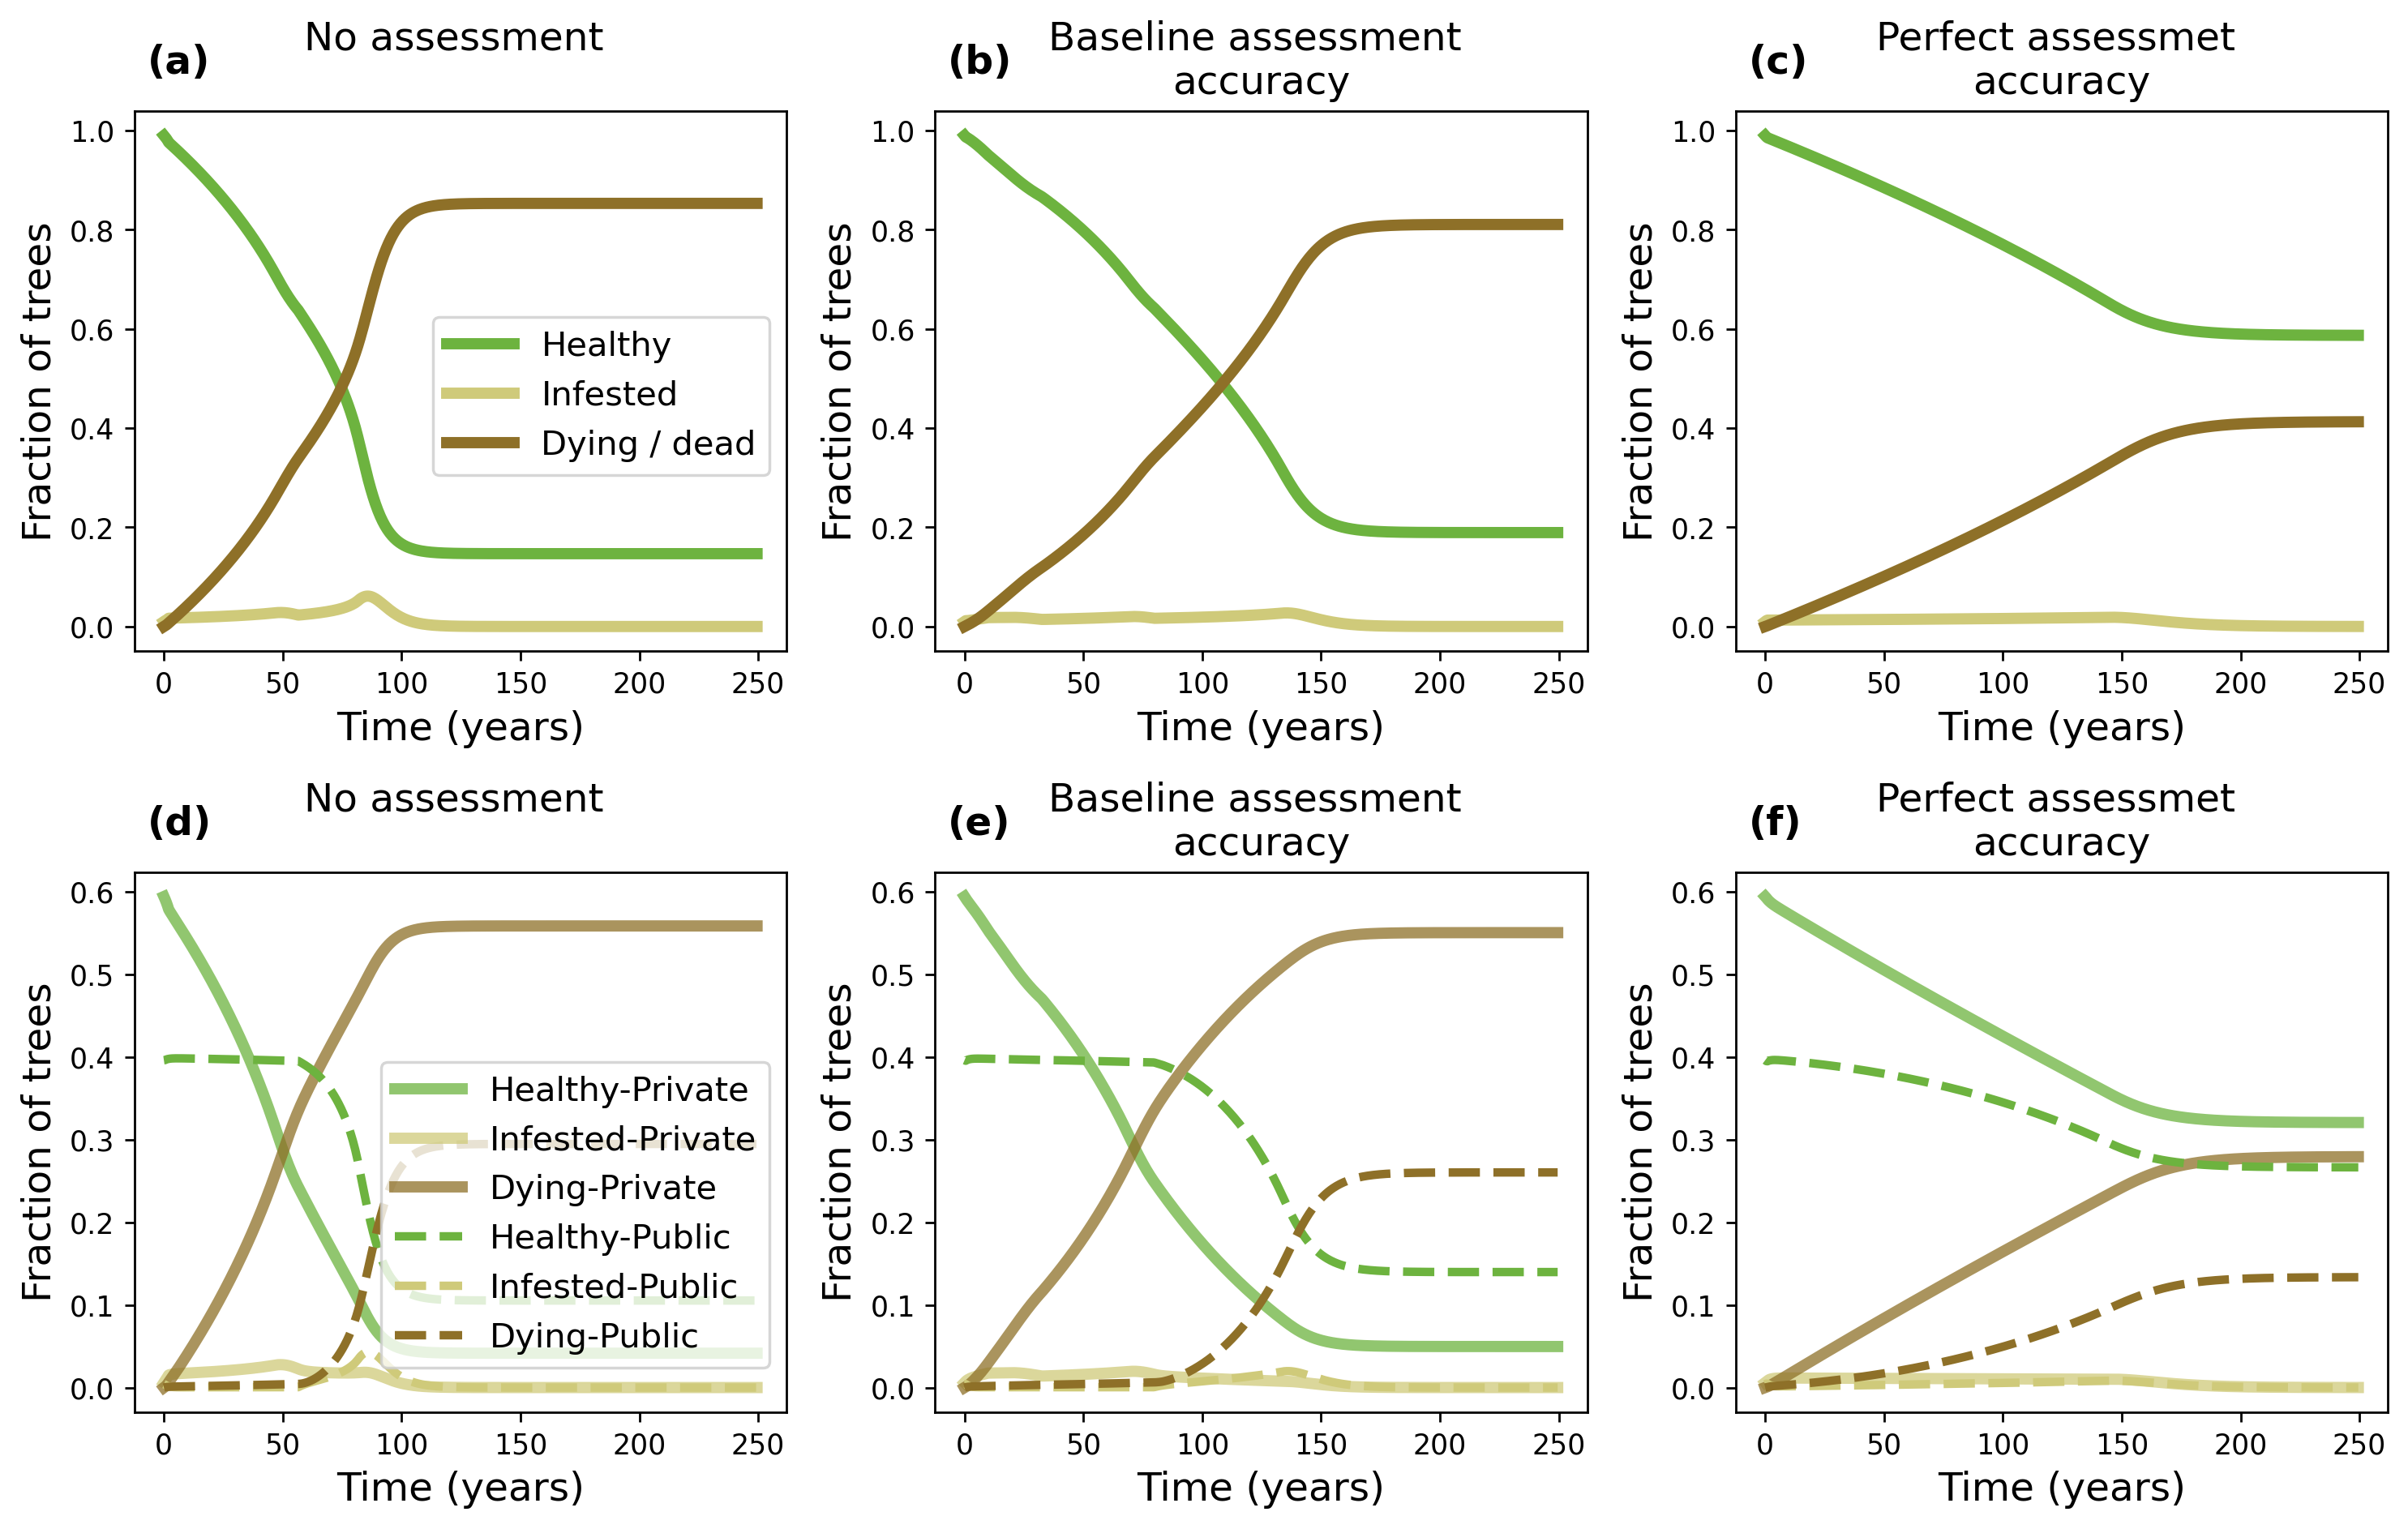 No assessment
(a)
Baseline assessment
accuracy
(b)
Perfect assessmet
accuracy
(c)
1.0
0.8
0.6
0.4
0.2
0.0
Fraction of trees
Healthy
Infested
Dying / dead
0 50 100 150 200 250
Time (years)
1.0
0.8
0.6
0.4
0.2
0.0
Fraction of trees
0 50 100 150 200 250
Time (years)
1.0
0.8
0.6
0.4
0.2
0.0
Fraction of trees
0 50 100 150 200 250
Time (years)
No assessment
(d)
Baseline assessment
accuracy
(e)
Perfect assessmet
accuracy
(f)
0.6
0.5
0.4
0.3
0.2
0.1
0.0
Fraction of trees
Healthy-Private
Infested-Private
Dying-Private
Healthy-Public
Infested-Public
Dying-Public
0 50 100 150 200 250
Time (years)
0.6
0.5
0.4
0.3
0.2
0.1
0.0
Fraction of trees
0 50 100 150 200 250
Time (years)
0.6
0.5
0.4
0.3
0.2
0.1
0.0
Fraction of trees
0 50 100 150 200 250
Time (years)